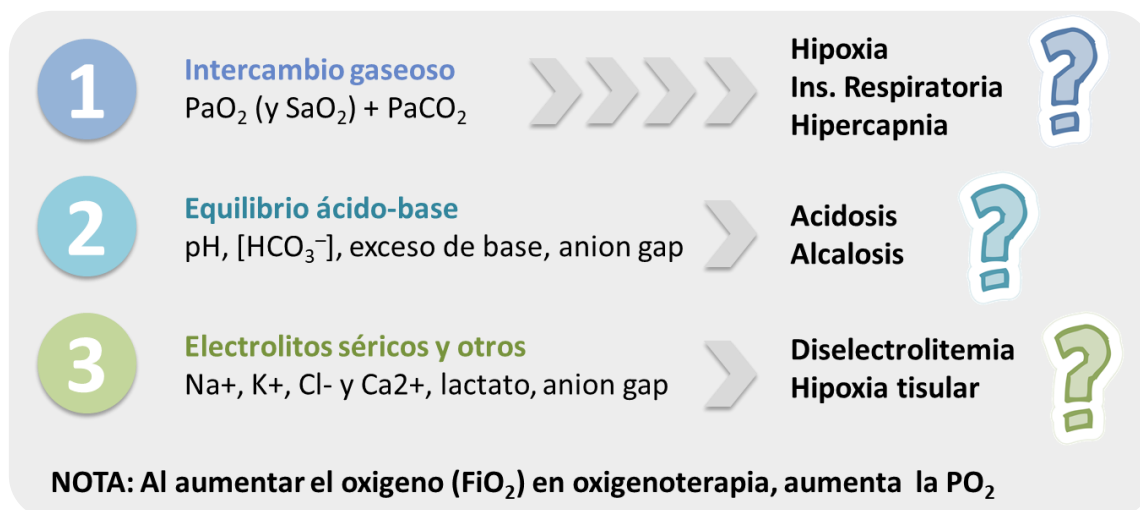 1
Intercambio gaseoso
PaO₂ (y SaO₂) + PaCO₂
Hipoxia
Ins. Respiratoria
Hipercapnia
?
2
Equilibrio ácido-base
pH, [HCO₃⁻], exceso de base, anion gap
Acidosis
Alcalosis
?
3
Electrolitos séricos y otros
Na+, K+, Cl- y Ca2+, lactato, anion gap
Diselectrolitemia
Hipoxia tisular
?
NOTA: Al aumentar el oxigeno (FiO₂) en oxigenoterapia, aumenta la PO₂